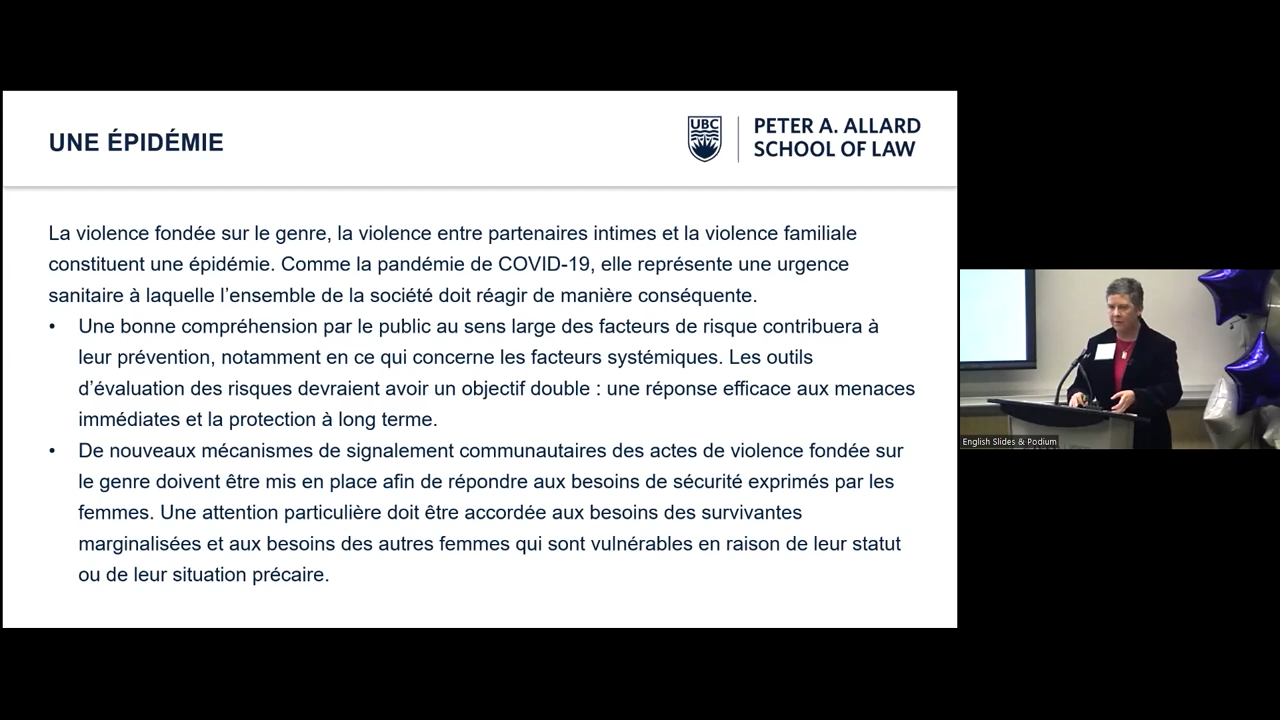 UNE ÉPIDÉMIE
UBC
PETER A. ALLARD
SCHOOL OF LAW
La violence fondée sur le genre, la violence entre partenaires intimes et la violence familiale
constituent une épidémie. Comme la pandémie de COVID-19, elle représente une urgence
sanitaire à laquelle l’ensemble de la société doit réagir de manière conséquente.
• Une bonne compréhension par le public au sens large des facteurs de risque contribuera à
leur prévention, notamment en ce qui concerne les facteurs systémiques. Les outils
d’évaluation des risques devraient avoir un objectif double : une réponse efficace aux menaces
immédiates et la protection à long terme.
• De nouveaux mécanismes de signalement communautaires des actes de violence fondée sur
le genre doivent être mis en place afin de répondre aux besoins de sécurité exprimés par les
femmes. Une attention particulière doit être accordée aux besoins des survivantes
marginalisées et aux besoins des autres femmes qui sont vulnérables en raison de leur statut
ou de leur situation précaire.
English Slides & Podium